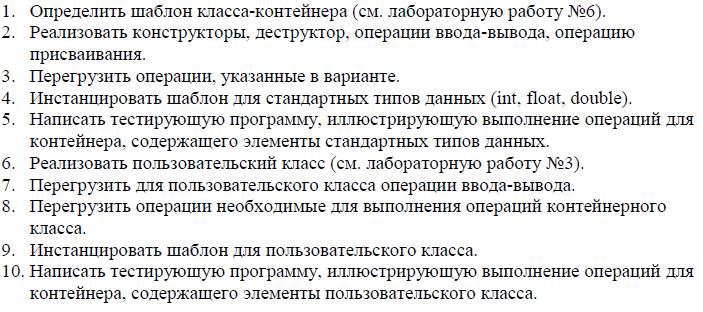 1. Определить шаблон класса-контейнера (см. лабораторную работу №6).
2. Реализовать конструкторы, деструктор, операции ввода-вывода, операцию
присваивания.
3. Перегрузить операции, указанные в варианте.
4. Инстанцировать шаблон для стандартных типов данных (int, float, double).
5. Написать тестирующую программу, иллюстрирующую выполнение операций для
контейнера, содержащего элементы стандартных типов данных.
6. Реализовать пользовательский класс (см. лабораторную работу №3).
7. Перегрузить для пользовательского класса операции ввода-вывода.
8. Перегрузить операции необходимые для выполнения операций контейнерного
класса.
9. Инстанцировать шаблон для пользовательского класса.
10. Написать тестирующую программу, иллюстрирующую выполнение операций для
контейнера, содержащего элементы пользовательского класса.